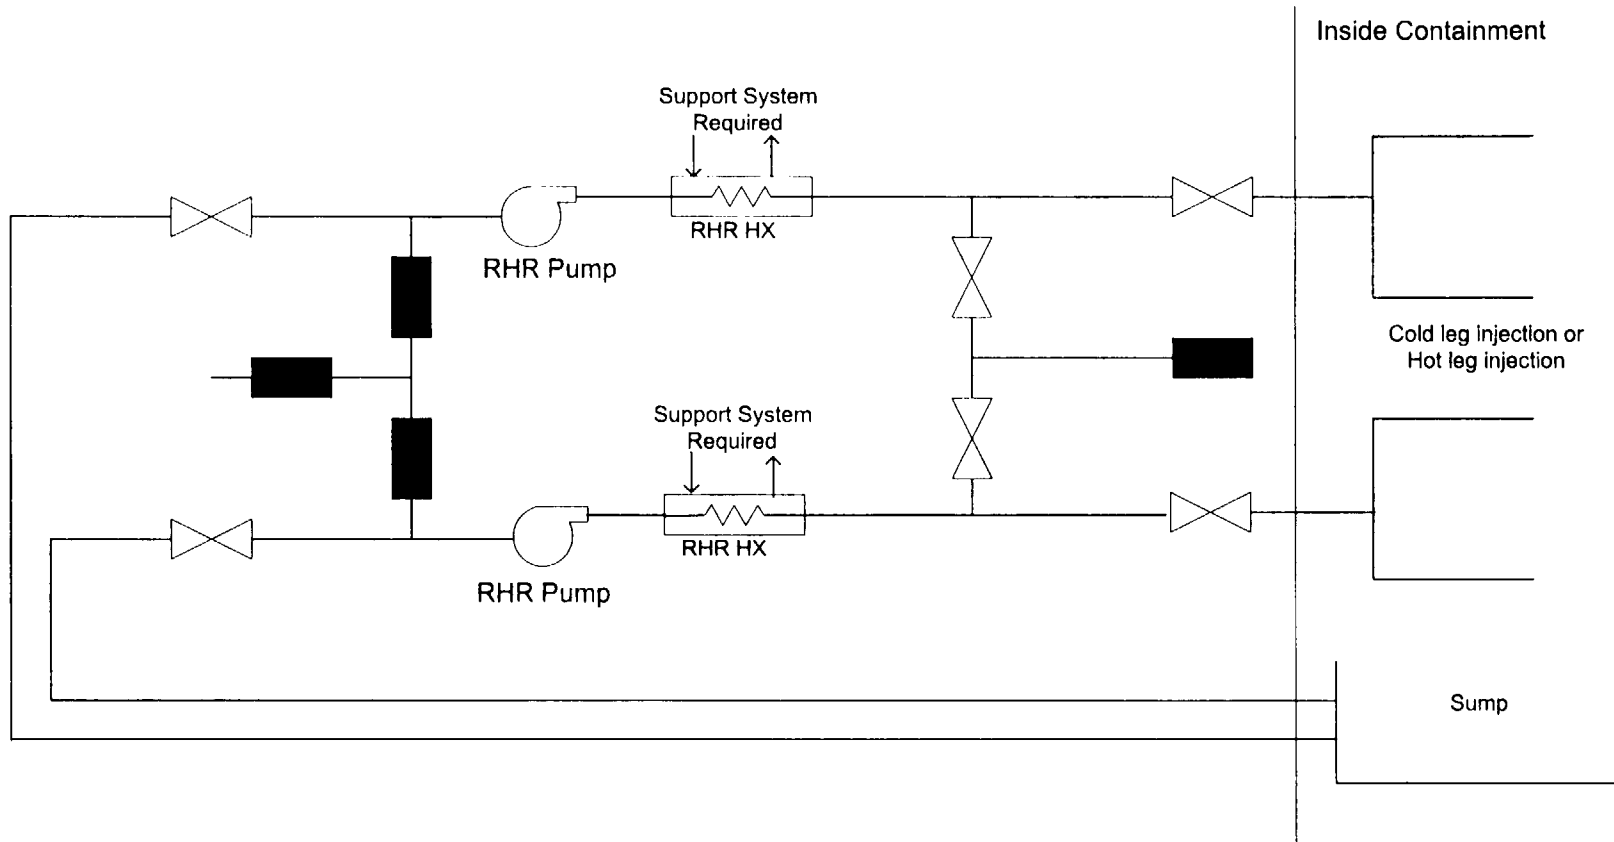 Inside Containment
Support System
Required
RHR HX
RHR Pump
Cold leg injection or
Hot leg injection
Support System
Required
RHR HX
RHR Pump
Sump